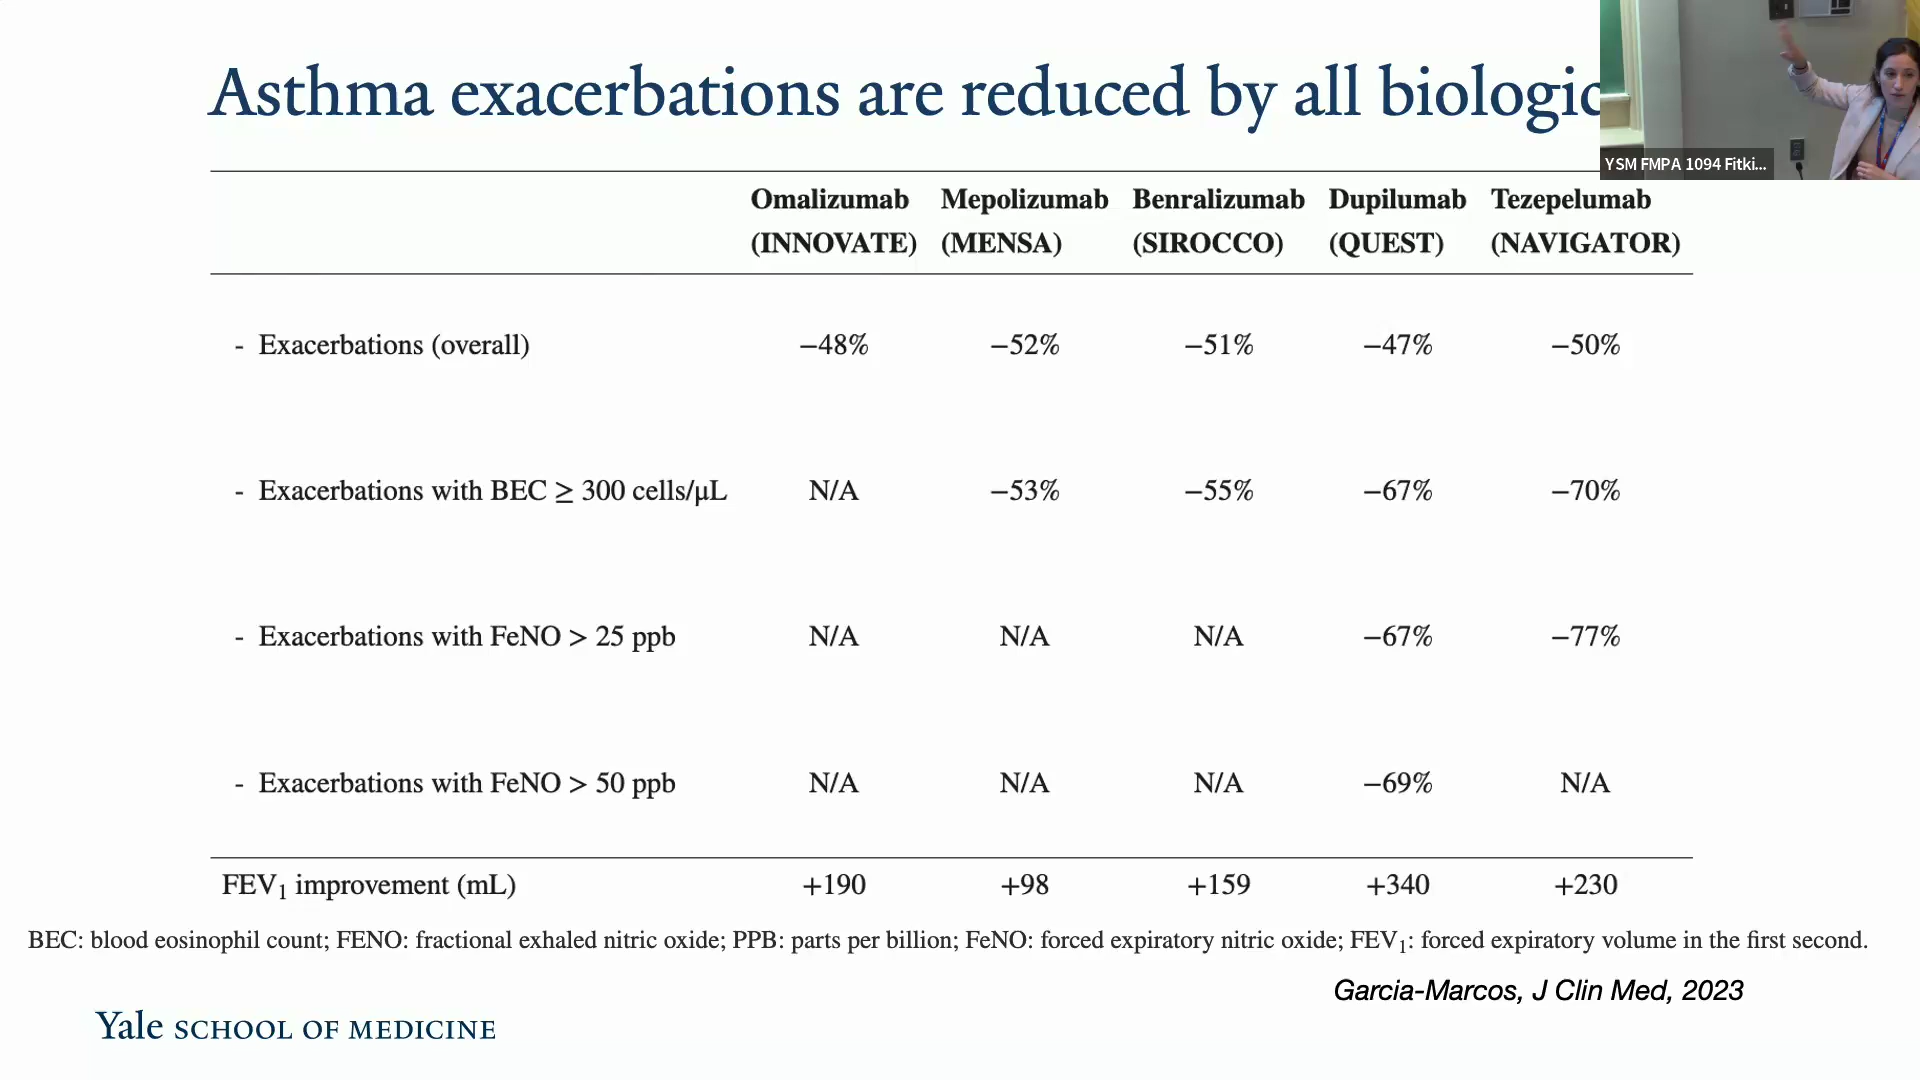 Asthma exacerbations are reduced by all biologic
YSM FMPA 1094 Fitki...
Omalizumab Mepolizumab Benralizumab Dupilumab Tezepelumab
(INNOVATE) (MENSA) (SIROCCO) (QUEST) (NAVIGATOR)
- Exacerbations (overall) −48% −52% −51% −47% −50%
- Exacerbations with BEC ≥ 300 cells/μL N/A −53% −55% −67% −70%
- Exacerbations with FeNO > 25 ppb N/A N/A N/A −67% −77%
- Exacerbations with FeNO > 50 ppb N/A N/A N/A −69% N/A
FEV₁ improvement (mL) +190 +98 +159 +340 +230
BEC: blood eosinophil count; FENO: fractional exhaled nitric oxide; PPB: parts per billion; FeNO: forced expiratory nitric oxide; FEV₁: forced expiratory volume in the first second.
Garcia-Marcos, J Clin Med, 2023
Yale SCHOOL OF MEDICINE